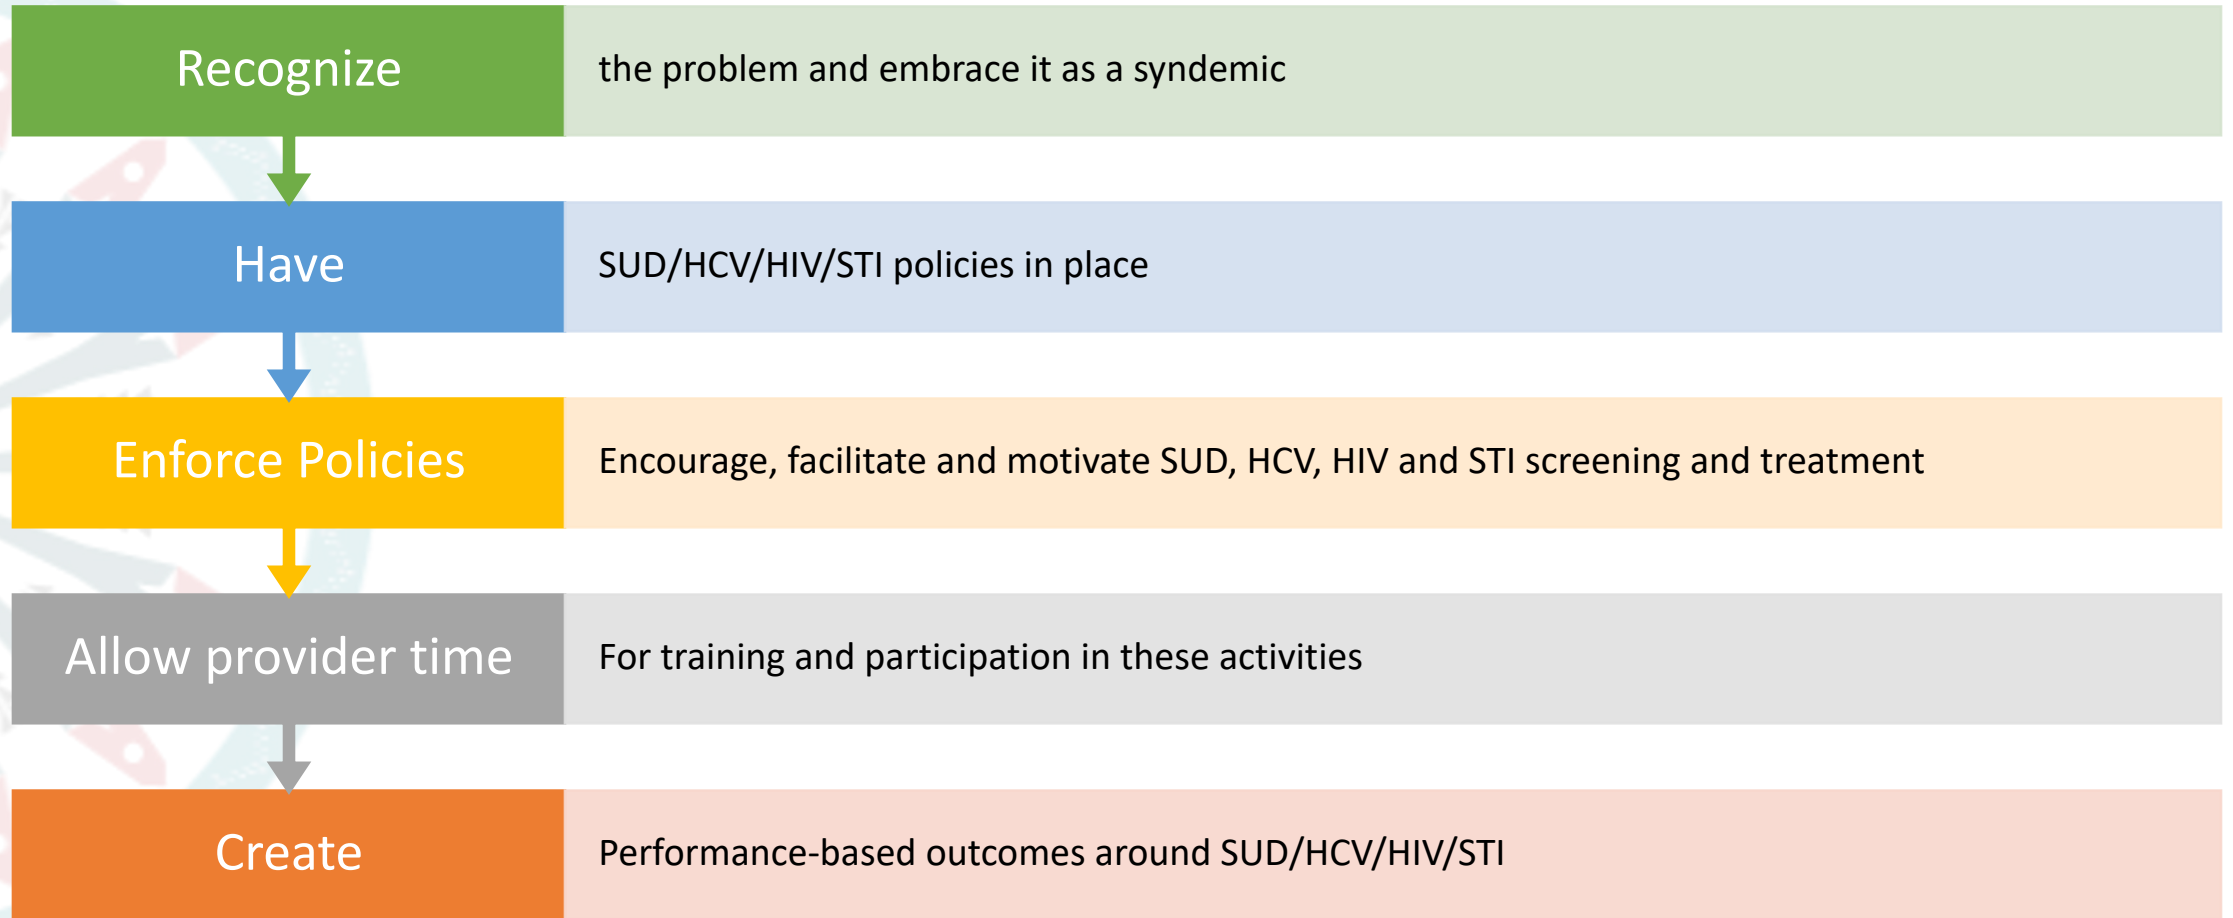 Recognize
the problem and embrace it as a syndemic
Have
SUD/HCV/HIV/STI policies in place
Enforce Policies
Encourage, facilitate and motivate SUD, HCV, HIV and STI screening and treatment
Allow provider time
For training and participation in these activities
Create
Performance-based outcomes around SUD/HCV/HIV/STI